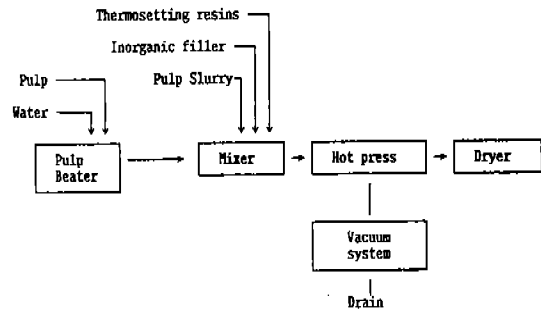 Thermosetting resins
Inorganic filler
Pulp Slurry
Pulp
Water
Pulp
Beater
Mixer
Hot press
Dryer
Vacuum
system
Drain